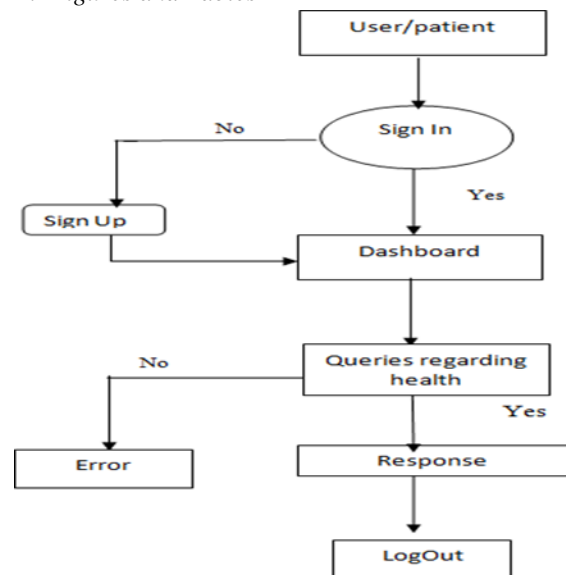 User/patient
No
Sign In
Yes
Sign Up
Dashboard
No
Queries regarding
health
Yes
Error
Response
LogOut